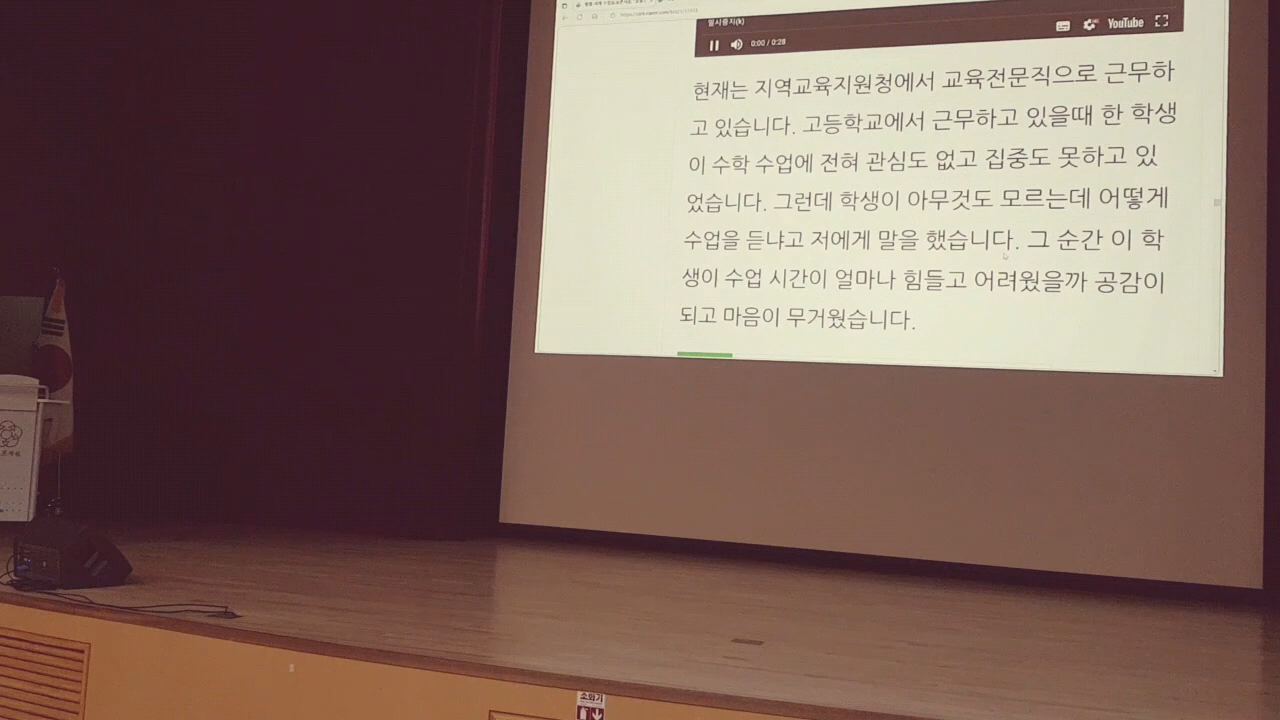 일시중지(k)
0:00 / 0:28
YouTube
현재는 지역교육지원청에서 교육전문직으로 근무하
고 있습니다. 고등학교에서 근무하고 있을때 한 학생
이 수학 수업에 전혀 관심도 없고 집중도 못하고 있
었습니다. 그런데 학생이 아무것도 모르는데 어떻게
수업을 듣냐고 저에게 말을 했습니다. 그 순간 이 학
생이 수업 시간이 얼마나 힘들고 어려웠을까 공감이
되고 마음이 무거웠습니다.
소화기